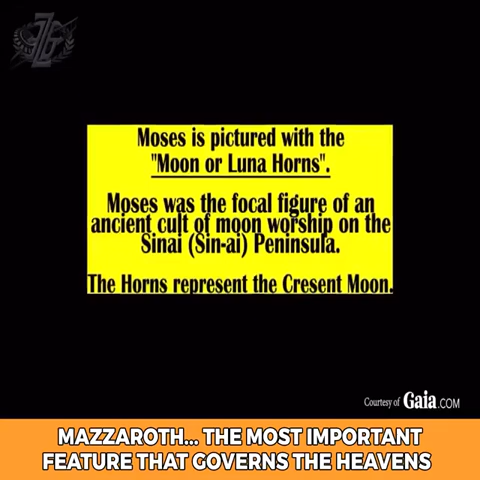 Moses is pictured with the
"Moon or Luna Horns".
Moses was the focal figure of an
ancient cult of moon worship on the
Sinai (Sin-ai) Peninsula.
The Horns represent the Cresent Moon.
Courtesy of Gaia.COM
MAZZAROTH... THE MOST IMPORTANT
FEATURE THAT GOVERNS THE HEAVENS